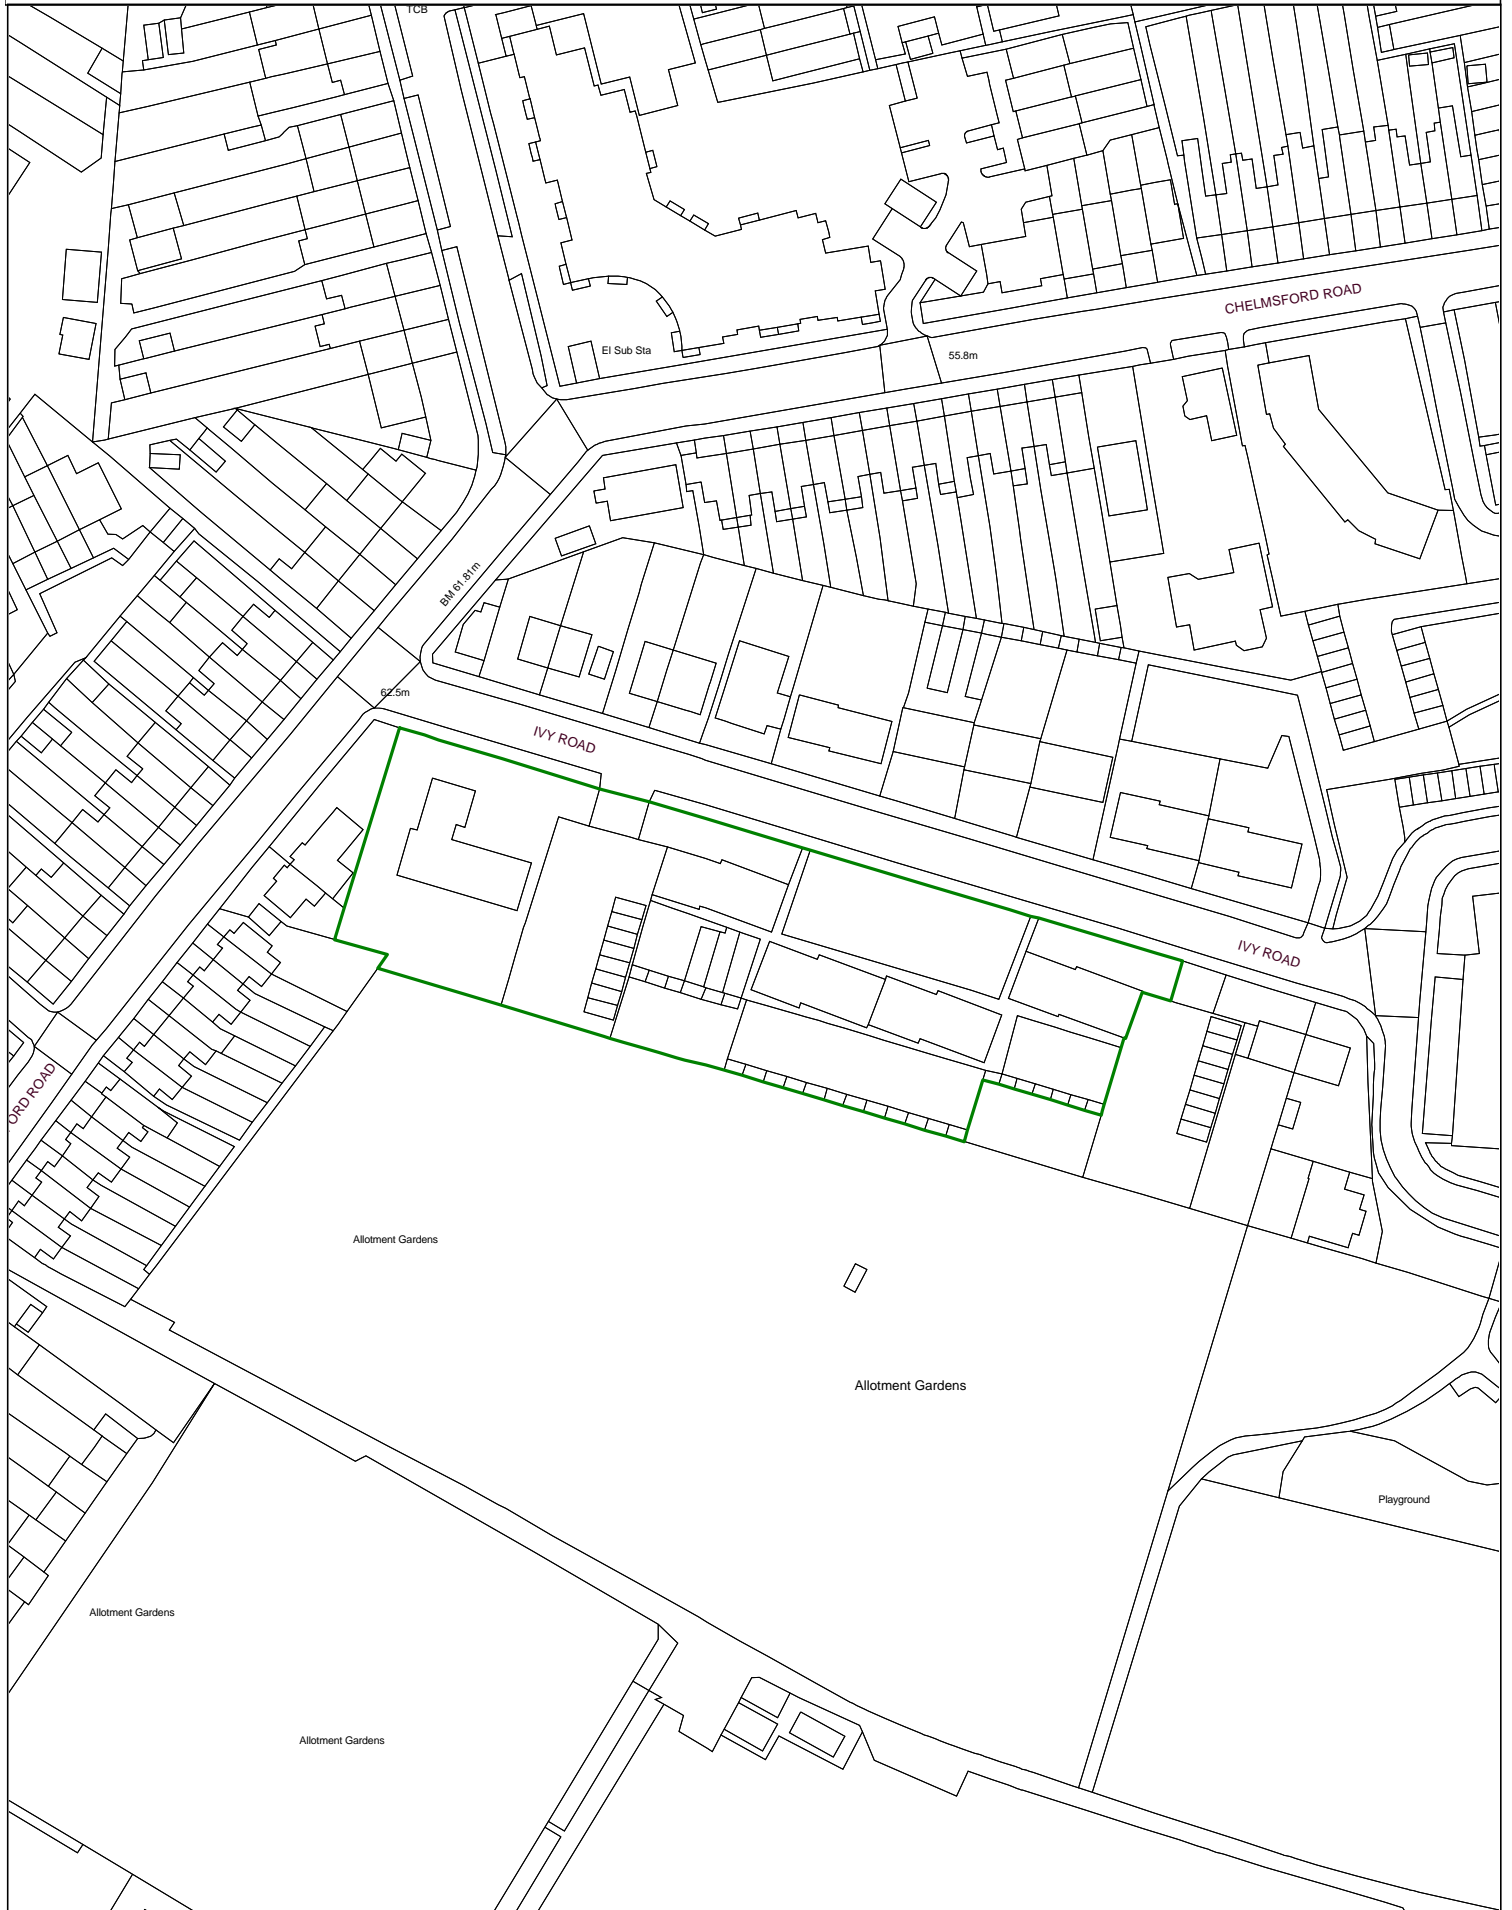 TCB
CHELMSFORD ROAD
El Sub Sta
55.8m
BM 61.81m
62.5m
IVY ROAD
IVY ROAD
ORD ROAD
Allotment Gardens
Allotment Gardens
Playground
Allotment Gardens
Allotment Gardens